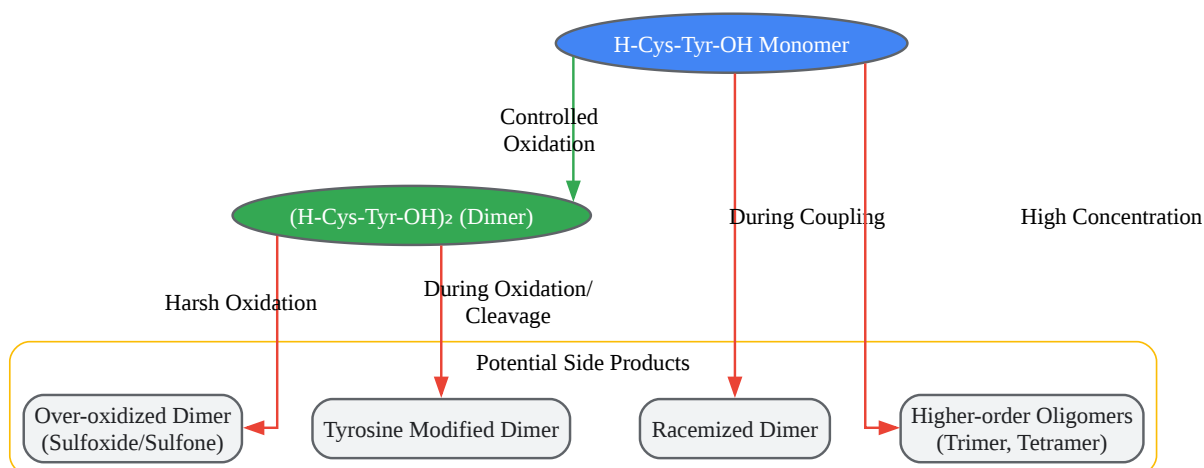 H-Cys-Tyr-OH Monomer
Controlled
Oxidation
(H-Cys-Tyr-OH)₂ (Dimer)
During Coupling
High Concentration
Harsh Oxidation
During Oxidation/
Cleavage
Potential Side Products
Over-oxidized Dimer
(Sulfoxide/Sulfone)
Tyrosine Modified Dimer
Racemized Dimer
Higher-order Oligomers
(Trimer, Tetramer)